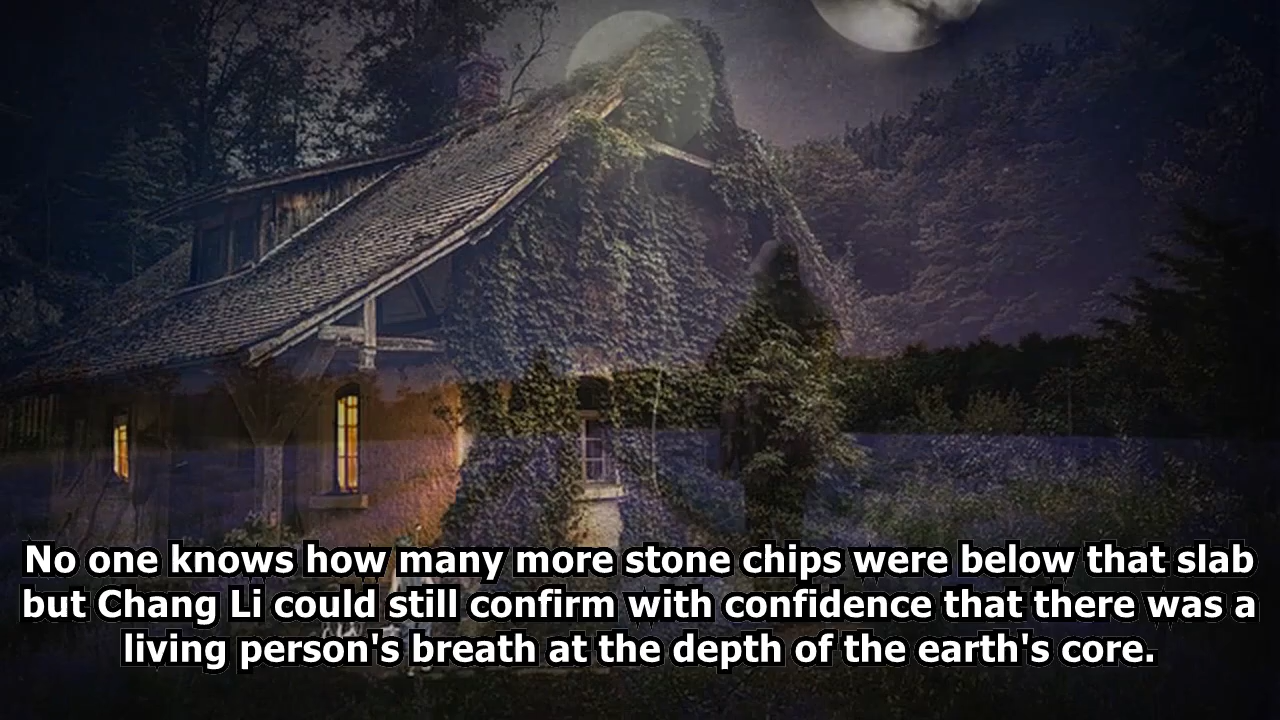 No one knows how many more stone chips were below that slab
but Chang Li could still confirm with confidence that there was a
living person's breath at the depth of the earth's core.